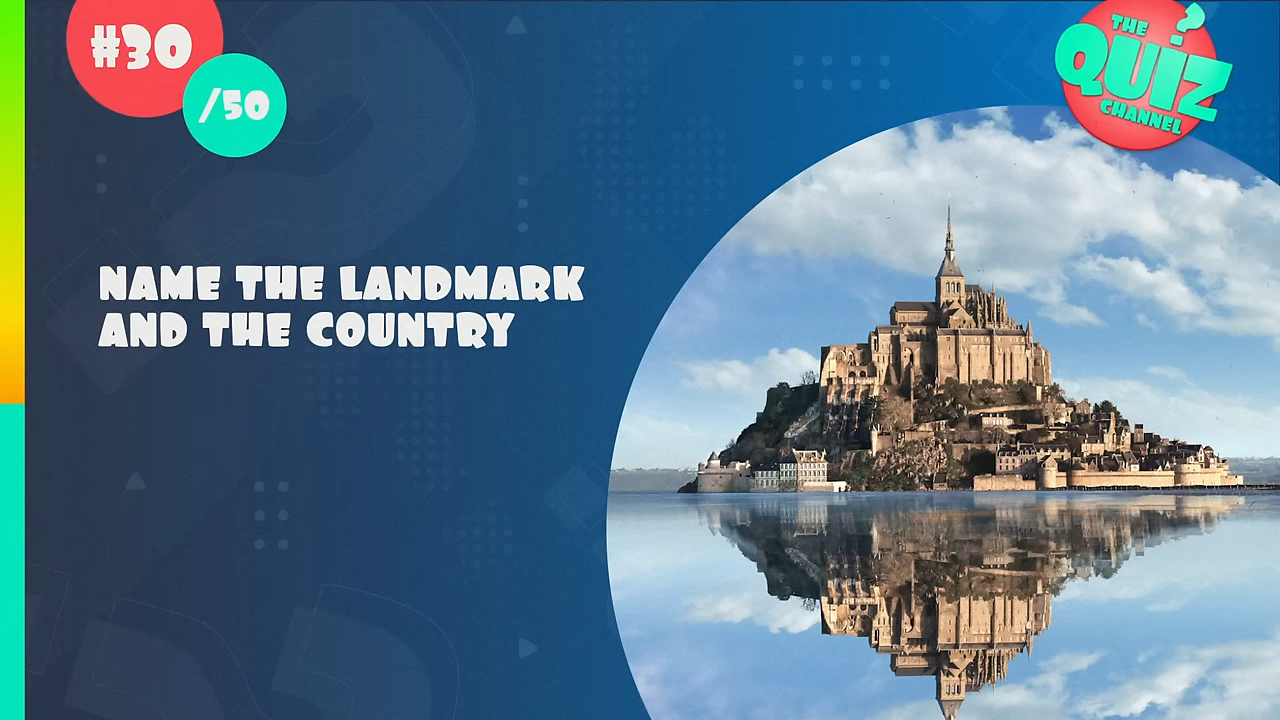 #30
/50
THE
QUIZ
CHANNEL
NAME THE LANDMARK
AND THE COUNTRY